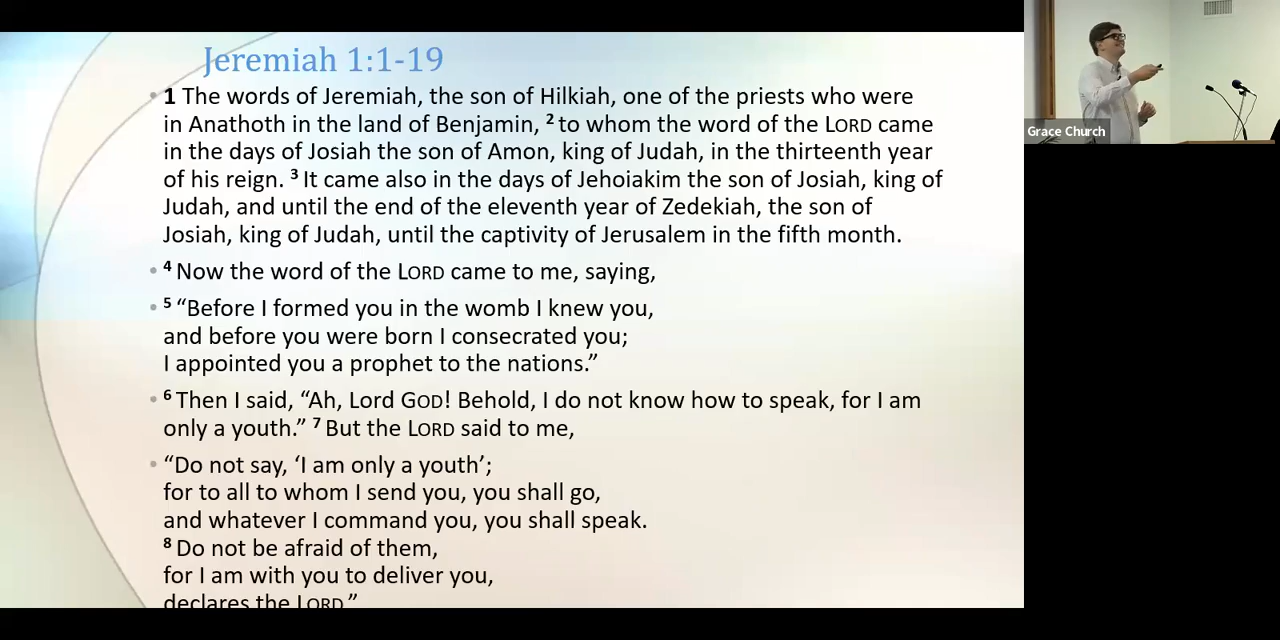 Jeremiah 1:1-19
1 The words of Jeremiah, the son of Hilkiah, one of the priests who were
in Anathoth in the land of Benjamin, 2 to whom the word of the LORD came
in the days of Josiah the son of Amon, king of Judah, in the thirteenth year
of his reign. 3 It came also in the days of Jehoiakim the son of Josiah, king of
Judah, and until the end of the eleventh year of Zedekiah, the son of
Josiah, king of Judah, until the captivity of Jerusalem in the fifth month.
4 Now the word of the LORD came to me, saying,
5 “Before I formed you in the womb I knew you,
and before you were born I consecrated you;
I appointed you a prophet to the nations.”
6 Then I said, “Ah, Lord GOD! Behold, I do not know how to speak, for I am
only a youth.” 7 But the LORD said to me,
“Do not say, ‘I am only a youth’;
for to all to whom I send you, you shall go,
and whatever I command you, you shall speak.
8 Do not be afraid of them,
for I am with you to deliver you,
declares the LORD.”
Grace Church